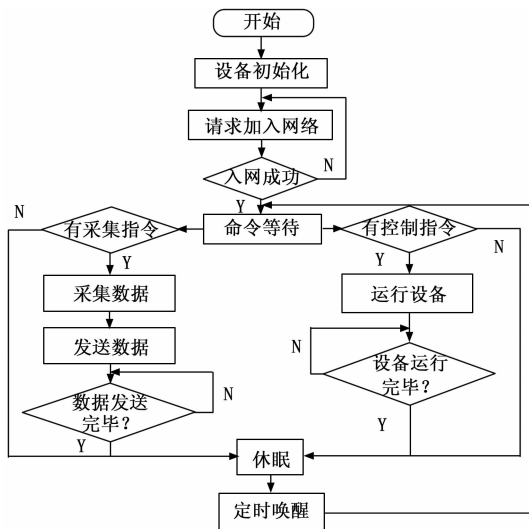 开始
设备初始化
请求加入网络
入网成功
N
Y
N
有采集指令
命令等待
有控制指令
N
Y
Y
采集数据
运行设备
发送数据
N
设备运行
完毕？
N
数据发送
完毕？
Y
Y
休眠
定时唤醒